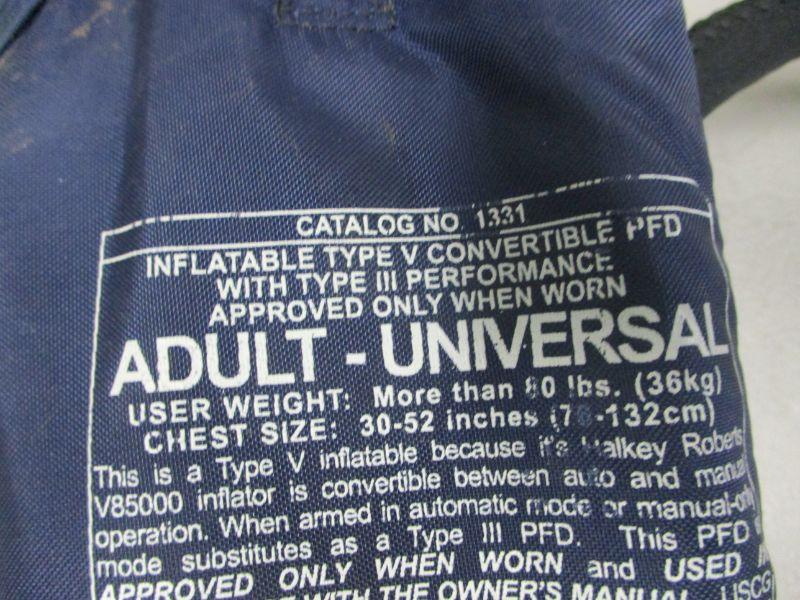 CATALOG NO. 1331
INFLATABLE TYPE V CONVERTIBLE PFD
WITH TYPE III PERFORMANCE
APPROVED ONLY WHEN WORN
ADULT - UNIVERSAL
USER WEIGHT: More than 80 lbs. (36kg)
CHEST SIZE: 30-52 inches (76-132cm)
This is a Type V inflatable because it's Halkey Roberts
V85000 inflator is convertible between auto and manual
operation. When armed in automatic mode or manual-only
mode substitutes as a Type III PFD. This PFD
APPROVED ONLY WHEN WORN and USED
WITH THE OWNER'S MANUAL. USCG